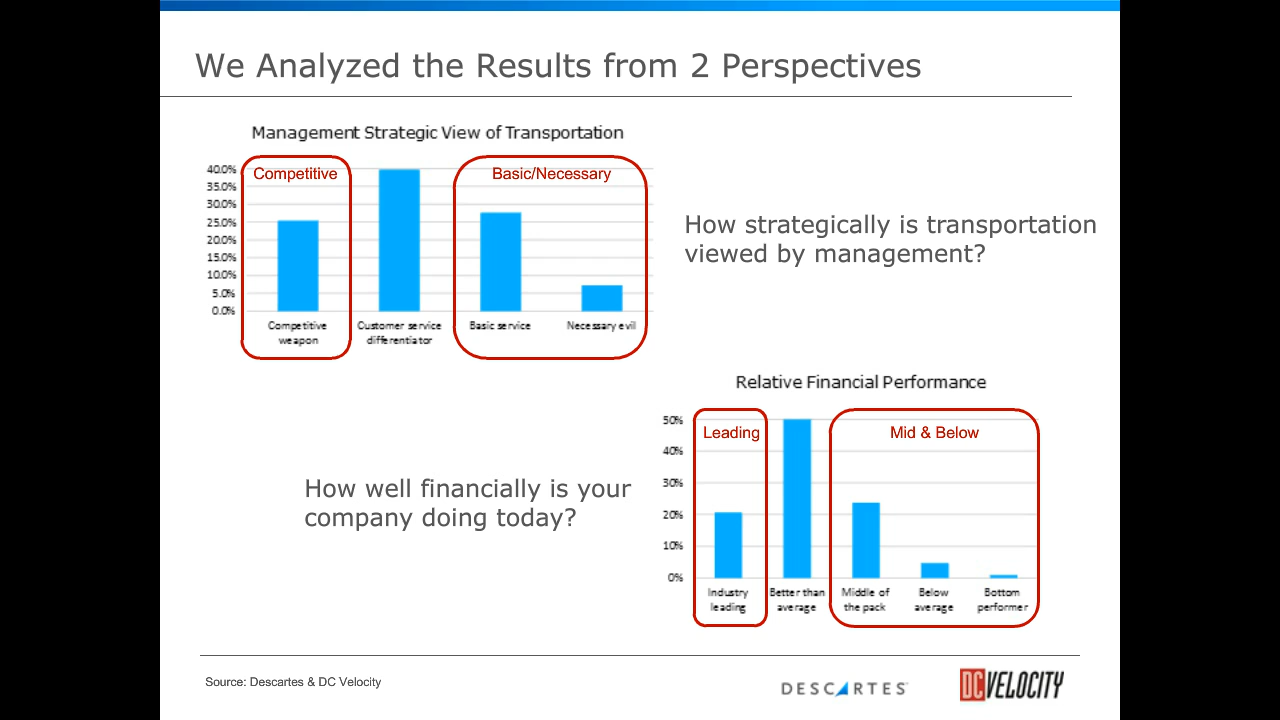 We Analyzed the Results from 2 Perspectives
Management Strategic View of Transportation
40.0%
35.0%
30.0%
25.0%
20.0%
15.0%
10.0%
5.0%
0.0%
Competitive
Basic/Necessary
Competitive weapon
Customer service differentiator
Basic service
Necessary evil
How strategically is transportation
viewed by management?
How well financially is your
company doing today?
Relative Financial Performance
50%
40%
30%
20%
10%
0%
Leading
Mid & Below
Industry leading
Better than average
Middle of the pack
Below average
Bottom performer
Source: Descartes & DC Velocity
DESCARTES
DC VELOCITY